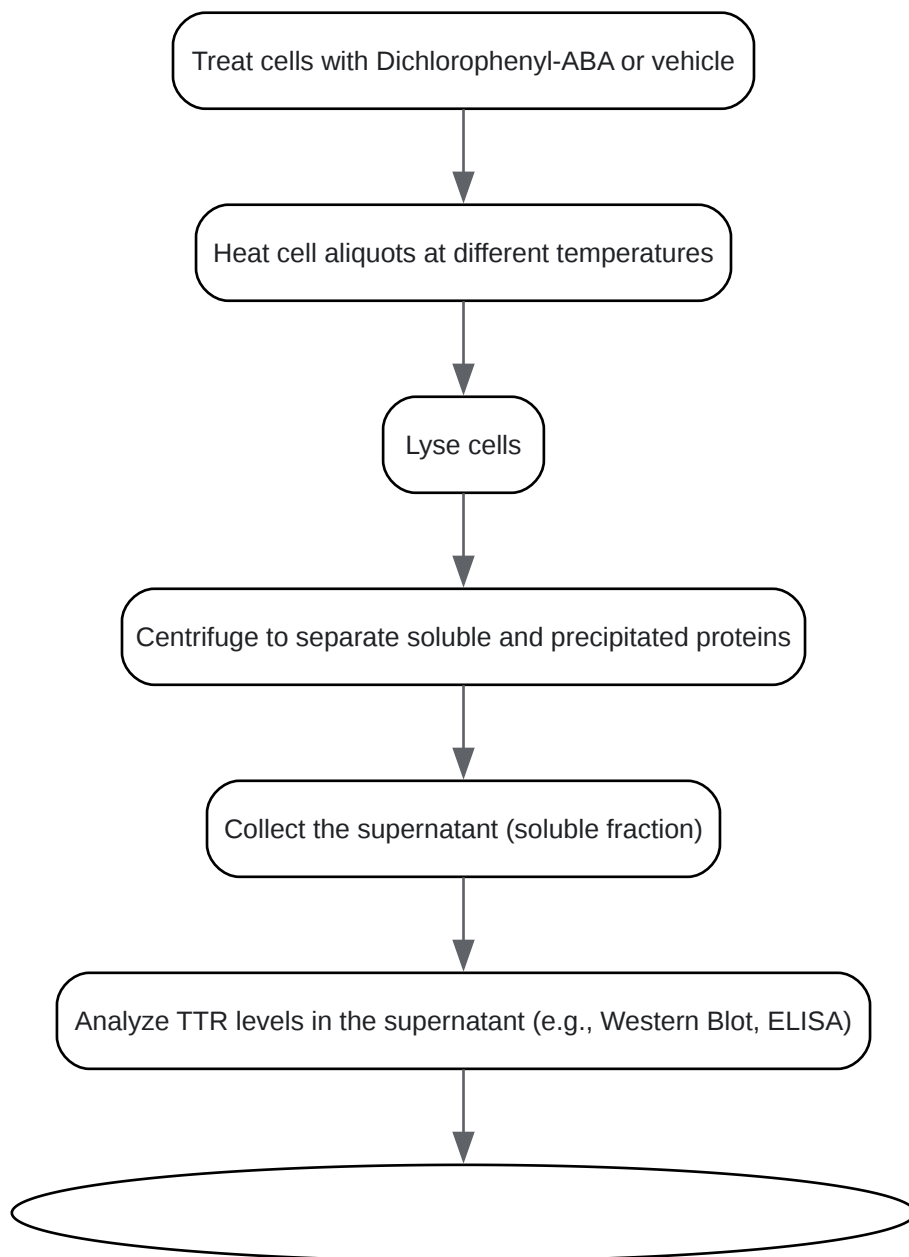 Treat cells with Dichlorophenyl-ABA or vehicle
Heat cell aliquots at different temperatures
Lyse cells
Centrifuge to separate soluble and precipitated proteins
Collect the supernatant (soluble fraction)
Analyze TTR levels in the supernatant (e.g., Western Blot, ELISA)